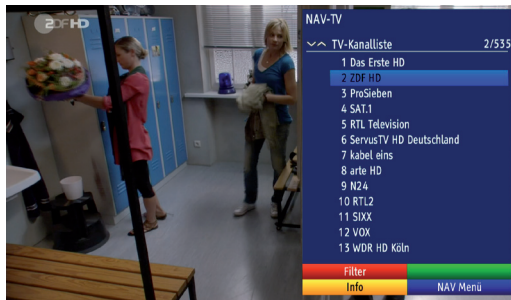 ZDF HD
NAV-TV
TV-Kanalliste 2/535
1 Das Erste HD
2 ZDF HD
3 ProSieben
4 SAT.1
5 RTL Television
6 ServusTV HD Deutschland
7 kabel eins
8 arte HD
9 N24
10 RTL2
11 SIXX
12 VOX
13 WDR HD Köln
Filter
Info NAV Menü